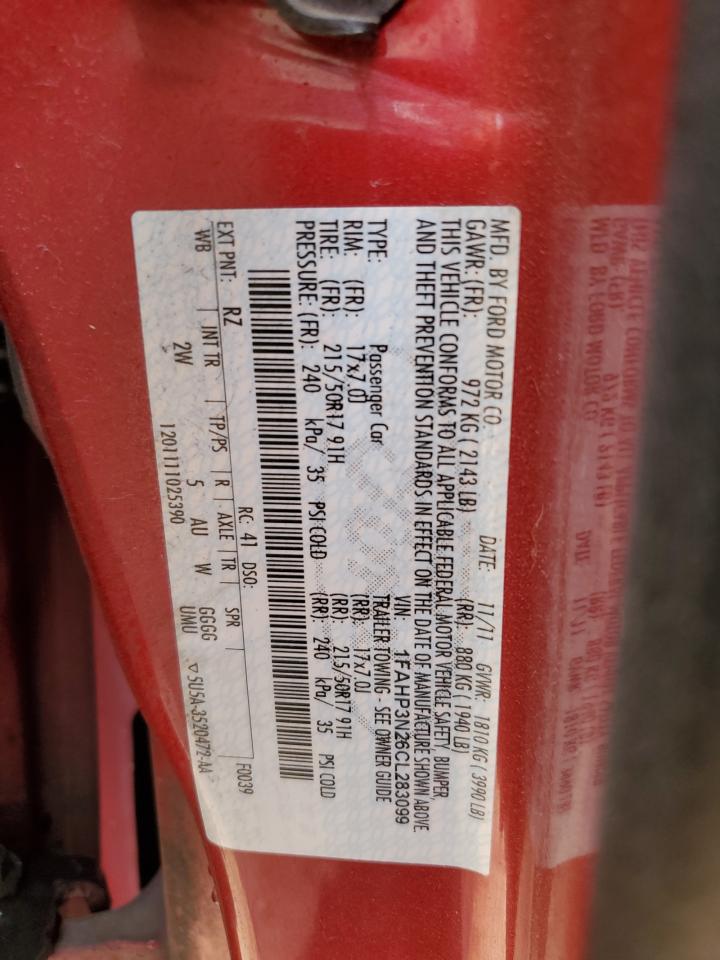 MFD. BY FORD MOTOR CO. DATE: 11/11 GVWR: 1810 KG ( 3990 LB)
GAWR: (FR): 972 KG ( 2143 LB) (RR): 880 KG ( 1940 LB)
THIS VEHICLE CONFORMS TO ALL APPLICABLE FEDERAL MOTOR VEHICLE SAFETY BUMPER,
AND THEFT PREVENTION STANDARDS IN EFFECT ON THE DATE OF MANUFACTURE SHOWN ABOVE.
VIN: 1FAHP3N26CL283099
TYPE: Passenger Car TRAILER TOWING - SEE OWNER GUIDE
RIM: (FR): 17x7.0J (RR): 17x7.0J
TIRE: (FR): 215/50R17 91H (RR): 215/50R17 91H
PRESSURE: (FR): 240 kPa/ 35 PSI COLD (RR): 240 kPa/ 35 PSI COLD
EXT PNT: RZ RC: 41 DSO: F0039
WB INT TR TP/PS R AXLE TR SPR
2W 5 AU W GGGG
UMU
1201111025390 ▽5U5A-3520472-AA